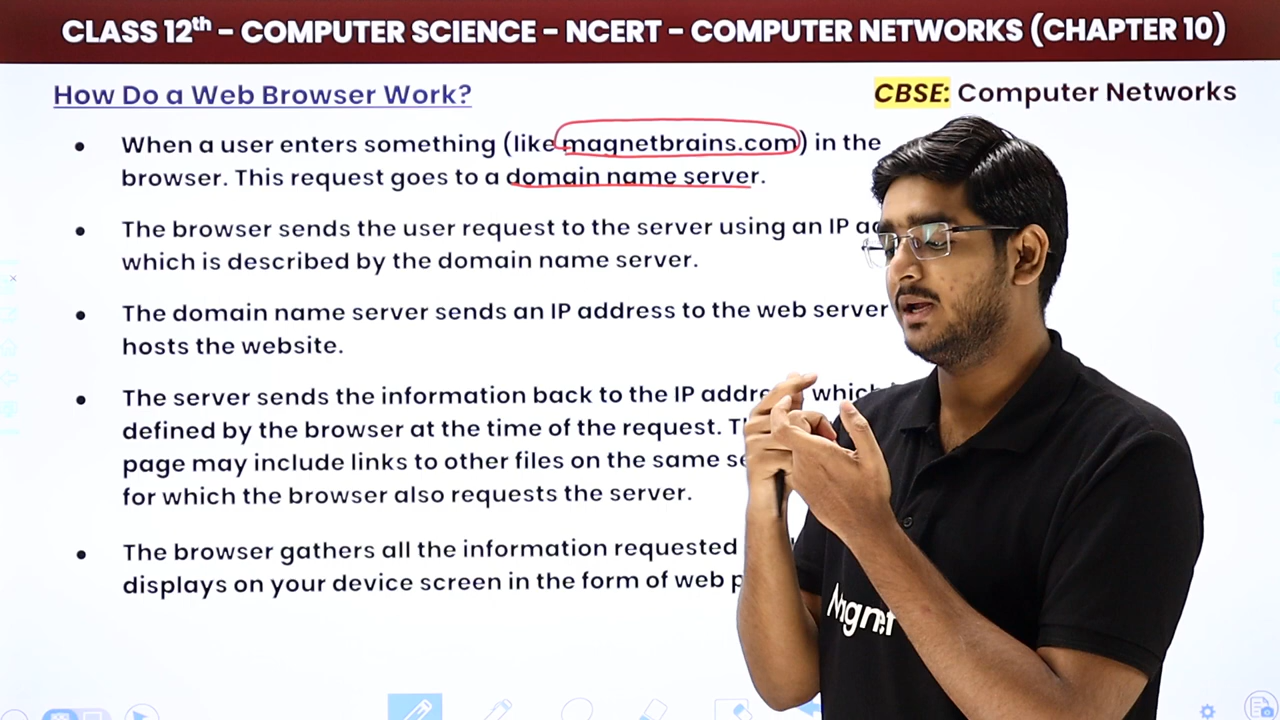 CLASS 12th – COMPUTER SCIENCE – NCERT – COMPUTER NETWORKS (CHAPTER 10)
How Do a Web Browser Work?
CBSE: Computer Networks
• When a user enters something (like magnetbrains.com) in the
browser. This request goes to a domain name server.
• The browser sends the user request to the server using an IP
which is described by the domain name server.
• The domain name server sends an IP address to the web server
hosts the website.
• The server sends the information back to the IP
defined by the browser at the time of the request.
page may include links to other files on the same
for which the browser also requests the server.
• The browser gathers all the information requested
displays on your device screen in the form of web